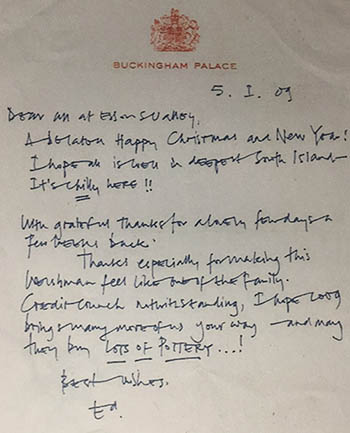 BUCKINGHAM PALACE
5. I. 09
Dear all at
A belated Happy Christmas and New Year!
I hope all is well in deepest South Island
It's chilly HERE !!
With grateful thanks for a lovely few days a
few weeks back.
Thanks especially for making this
Welshman feel like one of the family.
Credit crunch notwithstanding, I hope 2009
brings many more of us your way – and may
they buy LOTS OF POTTERY...!
Best wishes.
Ed.